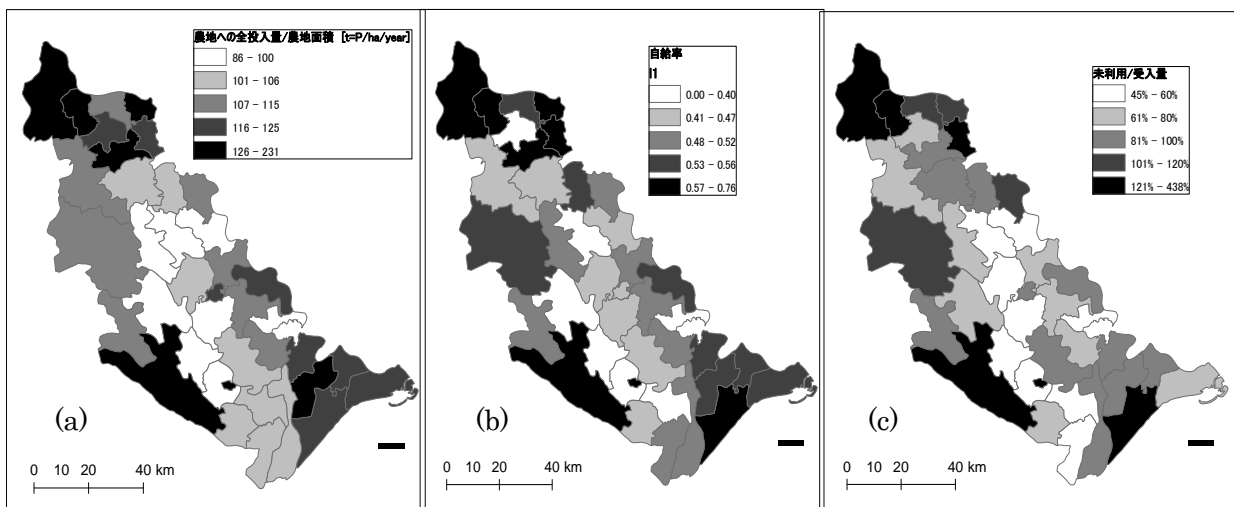 農地への全投入量/農地面積 [t=P/ha/year]
86 - 100
101 - 106
107 - 115
116 - 125
126 - 231
(a)
0 10 20 40 km
自給率
I1
0.00 - 0.40
0.41 - 0.47
0.48 - 0.52
0.53 - 0.56
0.57 - 0.76
(b)
0 10 20 40 km
未利用/受入量
45% - 60%
61% - 80%
81% - 100%
101% - 120%
121% - 438%
(c)
0 10 20 40 km